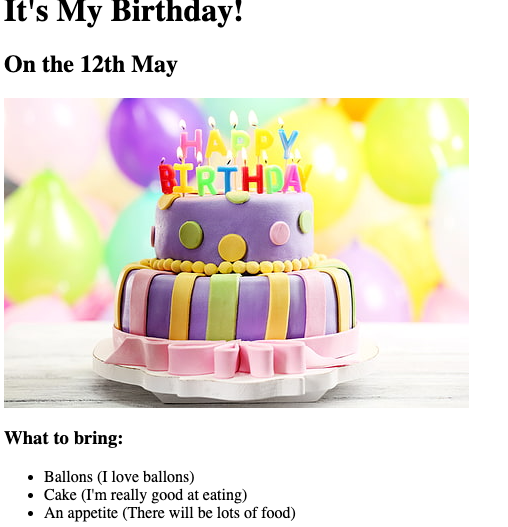 It's My Birthday!
On the 12th May
HAPPY
BIRTHDAY
What to bring:
Ballons (I love ballons)
Cake (I'm really good at eating)
An appetite (There will be lots of food)